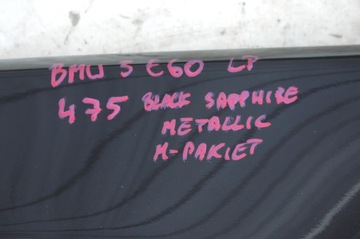 BMW 5 E60 LP
475 BLACK SAPPHIRE
METALLIC
M-PAKIET